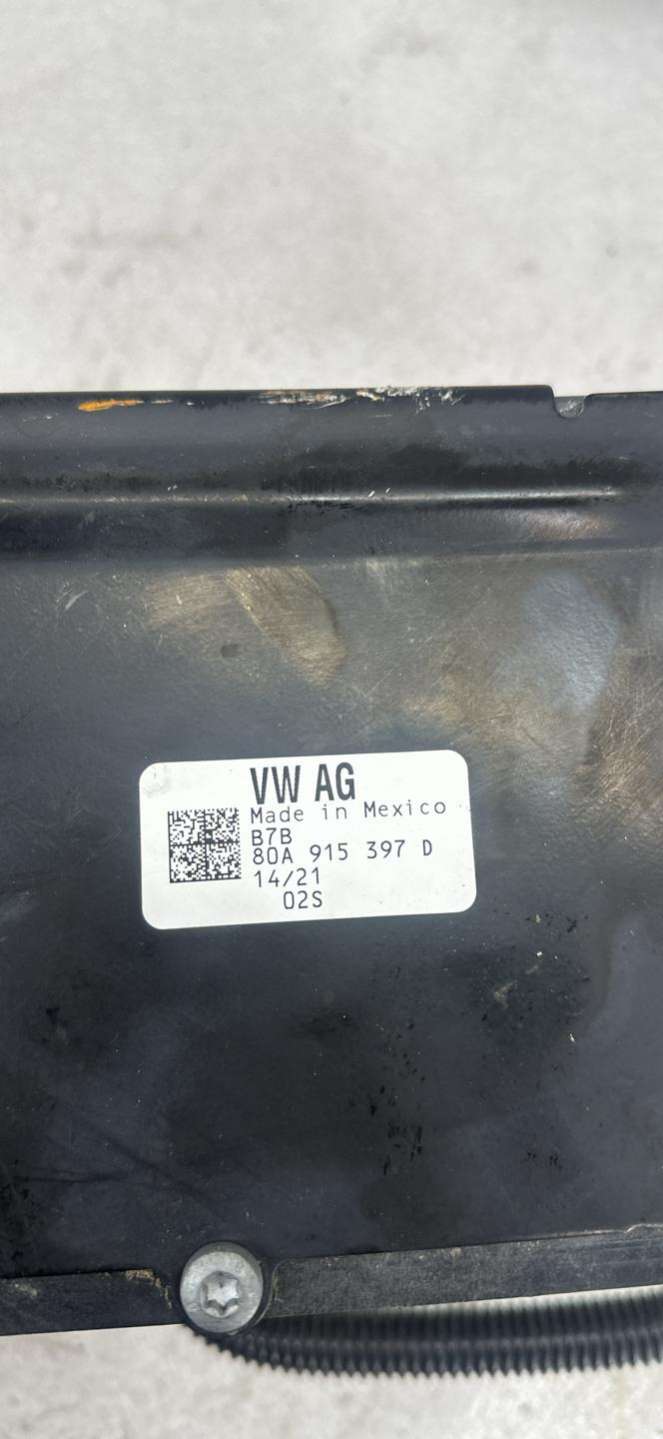 VW AG
Made in Mexico
B7B
80A 915 397 D
14/21
02S